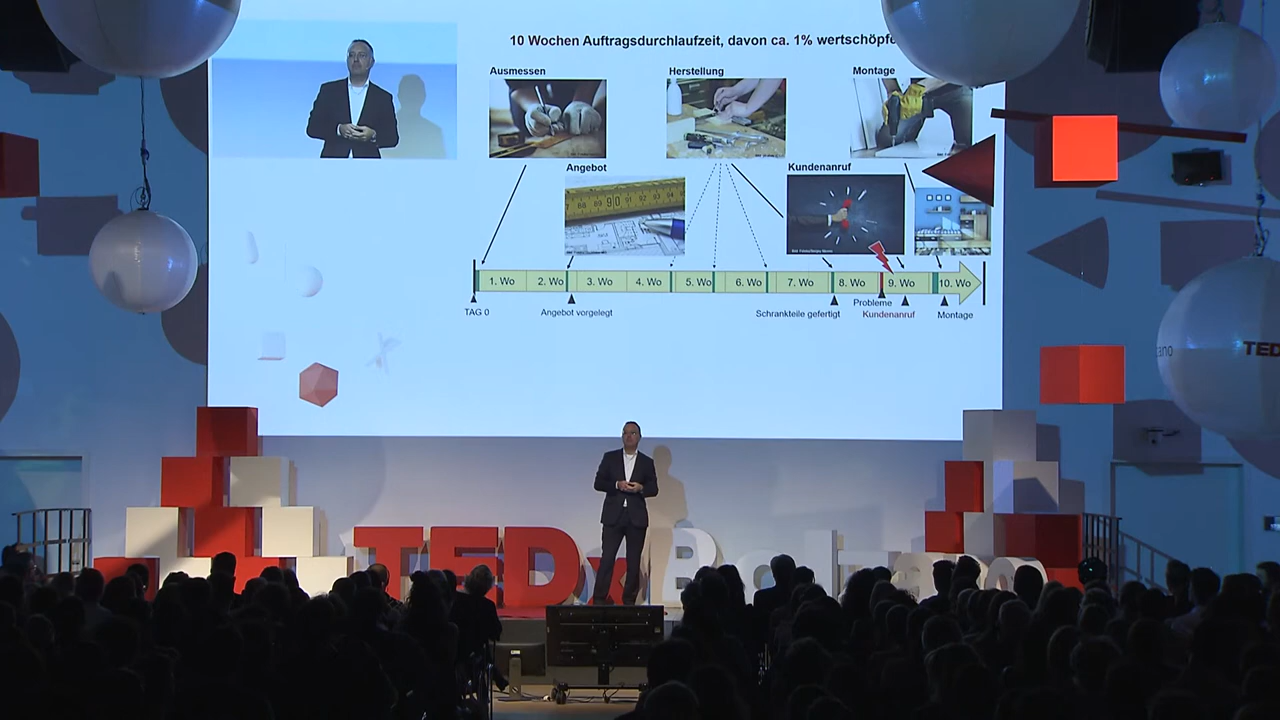 10 Wochen Auftragsdurchlaufzeit, davon ca. 1% wertschöpfe
Ausmessen
Herstellung
Montage
Angebot
Kundenanruf
1. Wo
2. Wo
3. Wo
4. Wo
5. Wo
6. Wo
7. Wo
8. Wo
9. Wo
10. Wo
TAG 0
Angebot vorgelegt
Schrankteile gefertigt
Probleme
Kundenanruf
Montage
ano
TED
TEDxBolzano